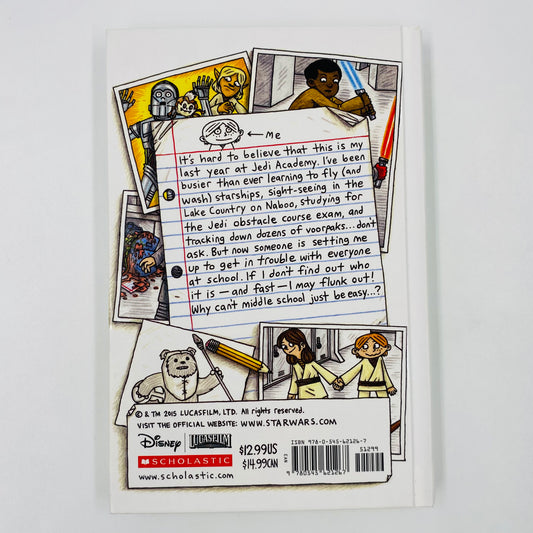 ← Me
It's hard to believe that this is my
last year at Jedi Academy. I've been
busier than ever learning to fly (and
wash) starships, sight-seeing in the
Lake Country on Naboo, studying for
the Jedi obstacle course exam, and
tracking down dozens of voorpaks... don't
ask. But now someone is setting me
up to get in trouble with everyone
at school. If I don't find out who
it is — and fast — I may flunk out!
Why can't middle school just be easy...?
© & TM 2015 LUCASFILM, LTD. All rights reserved.
VISIT THE OFFICIAL WEBSITE: WWW.STARWARS.COM
Disney
LUCASFILM
SCHOLASTIC
www.scholastic.com
$12.99US
$14.99CAN
EAN
ISBN 978-0-545-62126-7
51299
9 780545 621267